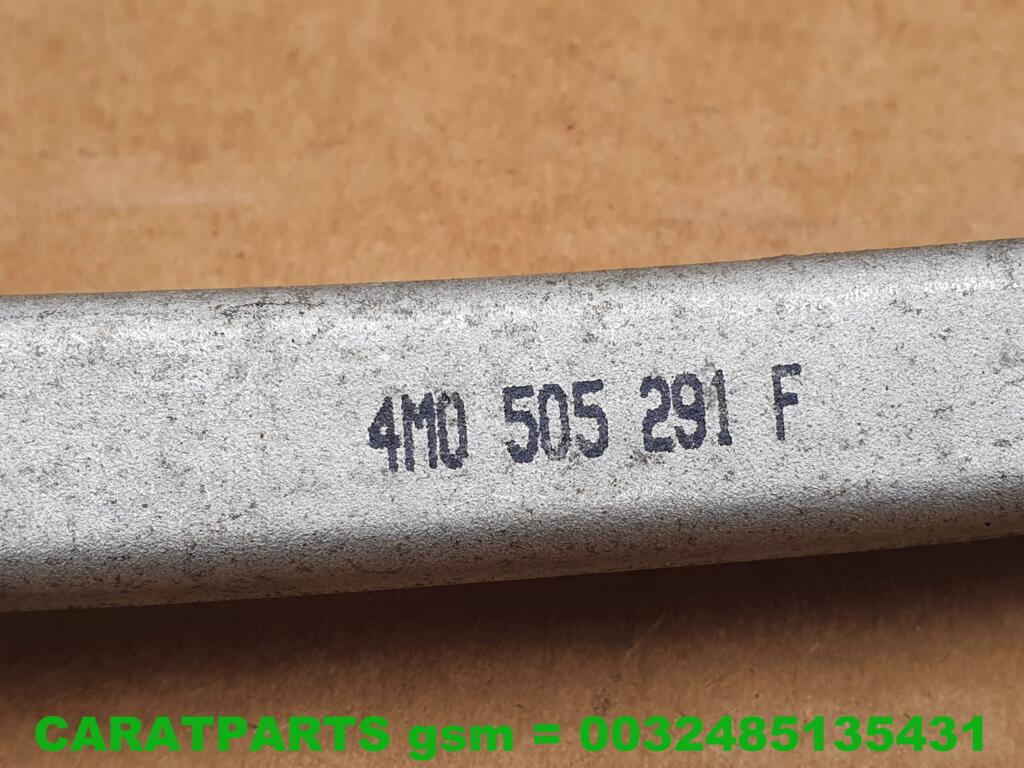 4M0 505 291 F
CARATPARTS gsm = 0032485135431